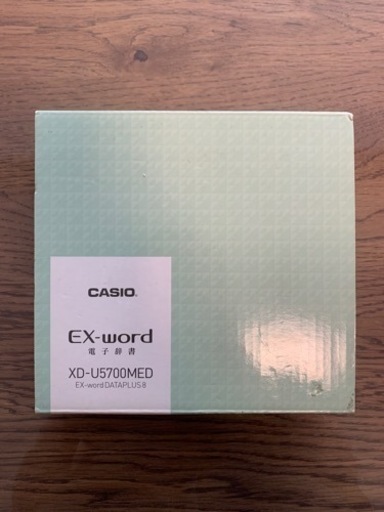 CASIO
EX-word
電子辞書
XD-U5700MED
EX-word DATAPLUS 8